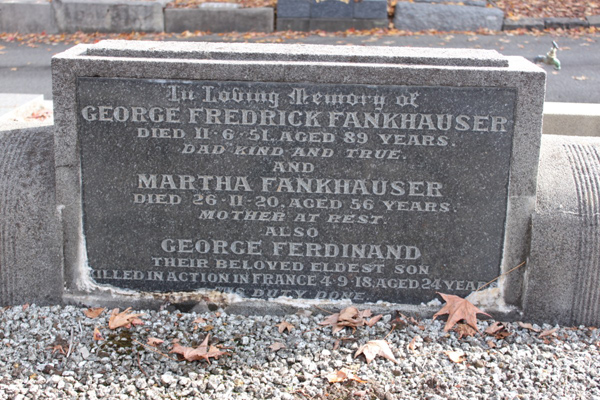 In Loving Memory of
GEORGE FREDRICK FANKHAUSER
DIED 11-6-51, AGED 89 YEARS.
DAD KIND AND TRUE.
AND
MARTHA FANKHAUSER
DIED 26-11-20, AGED 56 YEARS.
MOTHER AT REST.
ALSO
GEORGE FERDINAND
THEIR BELOVED ELDEST SON
KILLED IN ACTION IN FRANCE 4-9-18, AGED 24 YEARS
DUTY DONE.